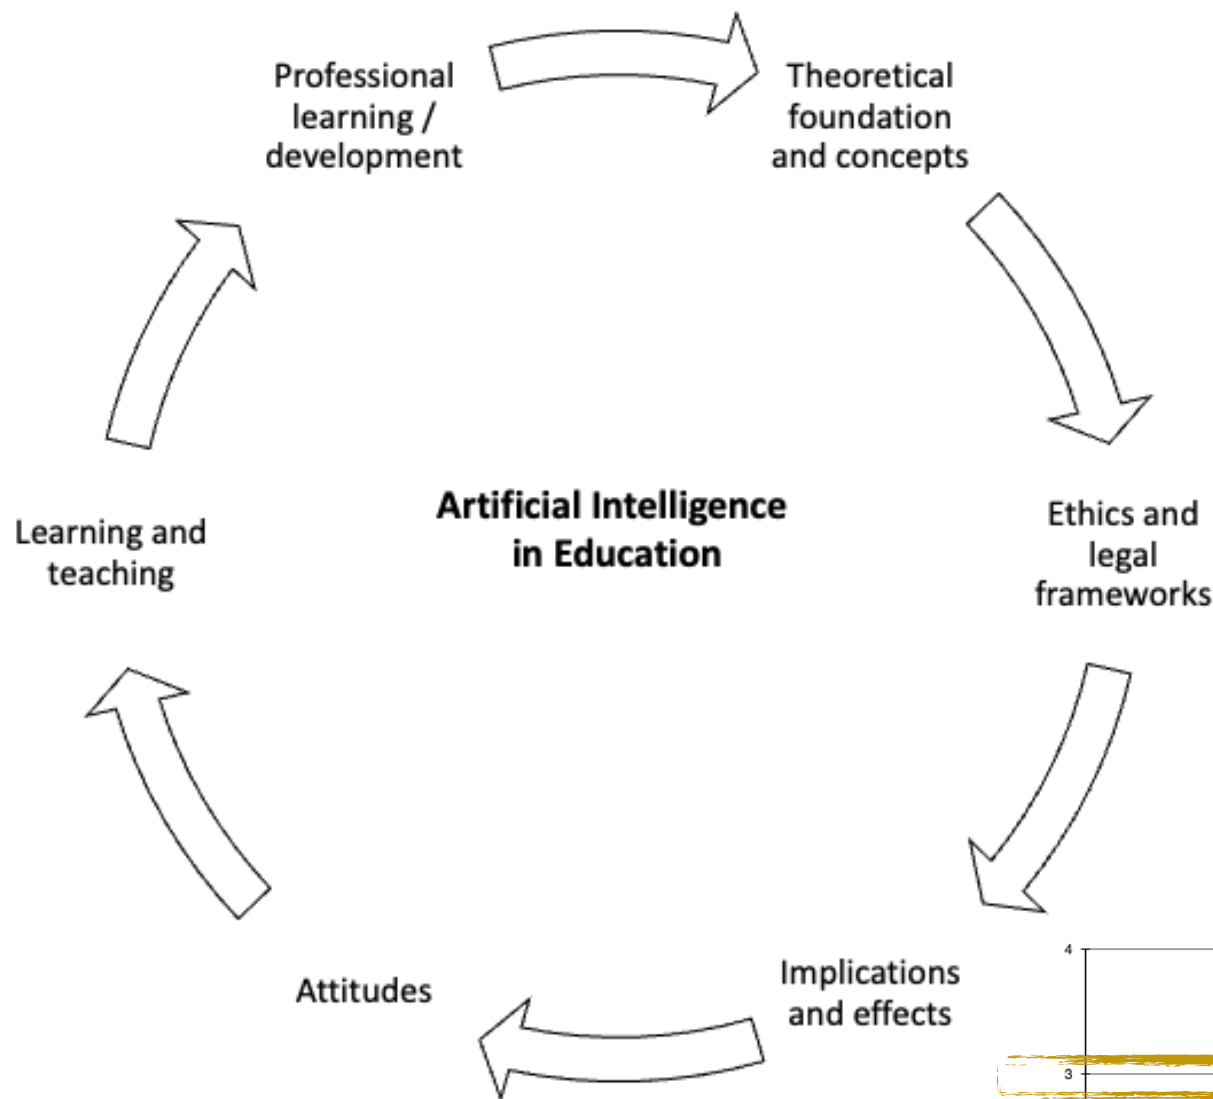 Professional
learning /
development
Theoretical
foundation
and concepts
Learning and
teaching
Artificial Intelligence
in Education
Ethics and
legal
frameworks
Attitudes
Implications
and effects
4
3